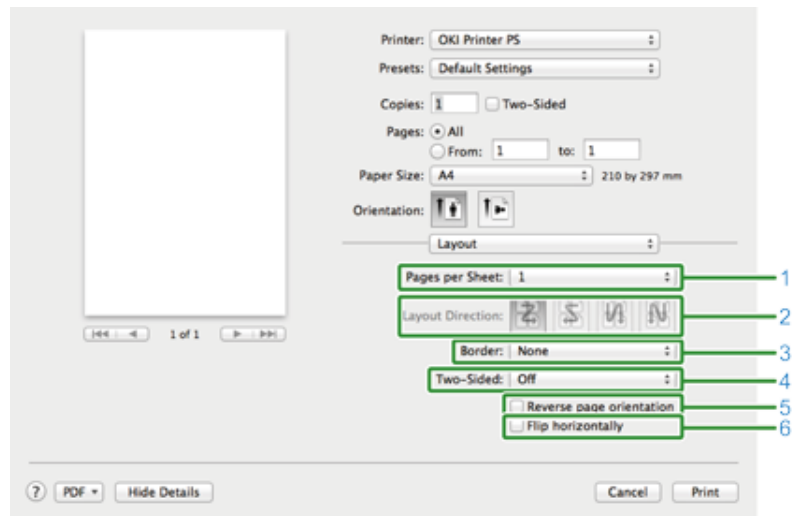 Printer: OKI Printer PS
Presets: Default Settings
Copies: 1 Two-Sided
Pages: All
From: 1 to: 1
Paper Size: A4 210 by 297 mm
Orientation:
Layout
Pages per Sheet: 1 1
Layout Direction: 2
Border: None 3
Two-Sided: Off 4
Reverse page orientation 5
Flip horizontally 6
1 of 1
? PDF Hide Details Cancel Print